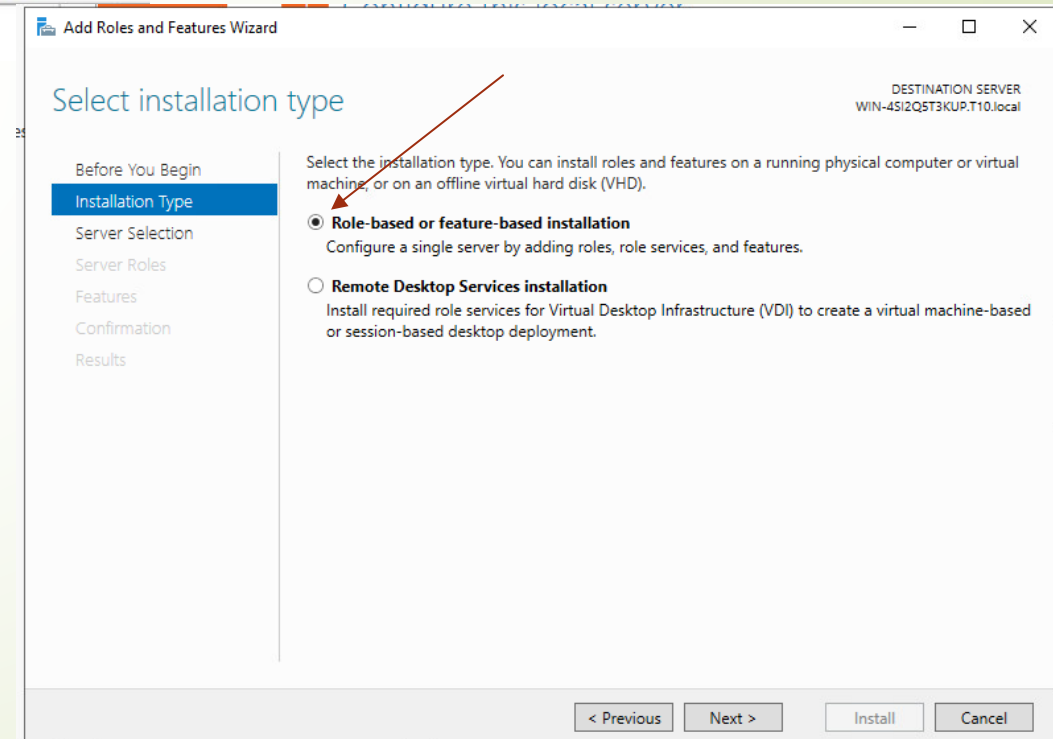 Add Roles and Features Wizard
Select installation type
DESTINATION SERVER
WIN-4SI2Q5T3KUP.T10.local
Before You Begin
Installation Type
Server Selection
Server Roles
Features
Confirmation
Results
Select the installation type. You can install roles and features on a running physical computer or virtual
machine, or on an offline virtual hard disk (VHD).
Role-based or feature-based installation
Configure a single server by adding roles, role services, and features.
Remote Desktop Services installation
Install required role services for Virtual Desktop Infrastructure (VDI) to create a virtual machine-based
or session-based desktop deployment.
< Previous
Next >
Install
Cancel